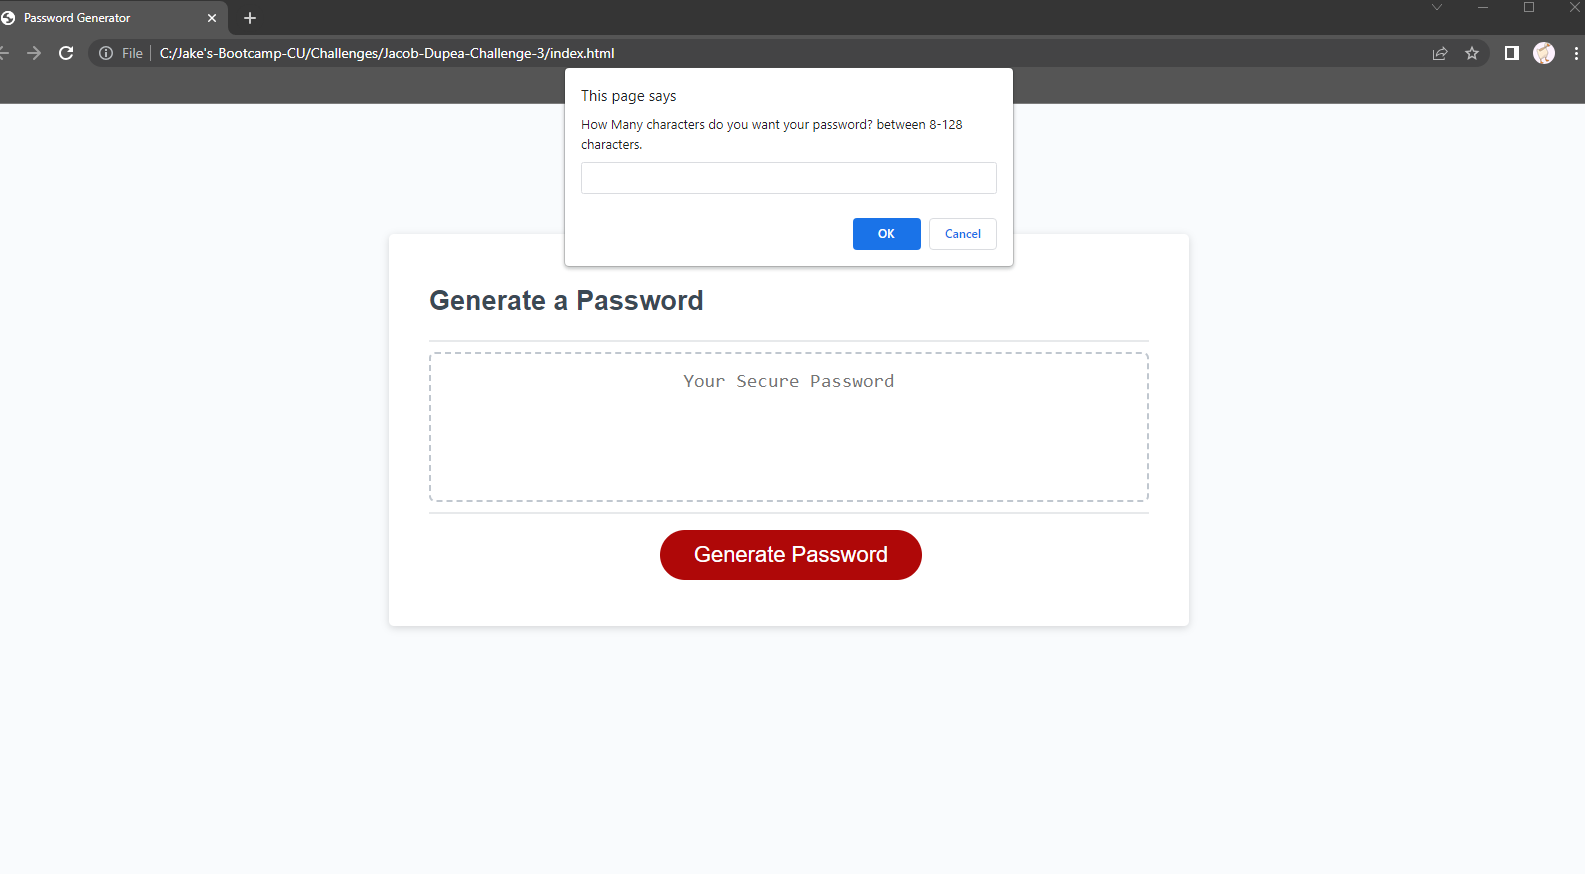 Password Generator
File
C:/Jake's-Bootcamp-CU/Challenges/Jacob-Dupea-Challenge-3/index.html
This page says
How Many characters do you want your password? between 8-128
characters.
OK
Cancel
Generate a Password
Your Secure Password
Generate Password